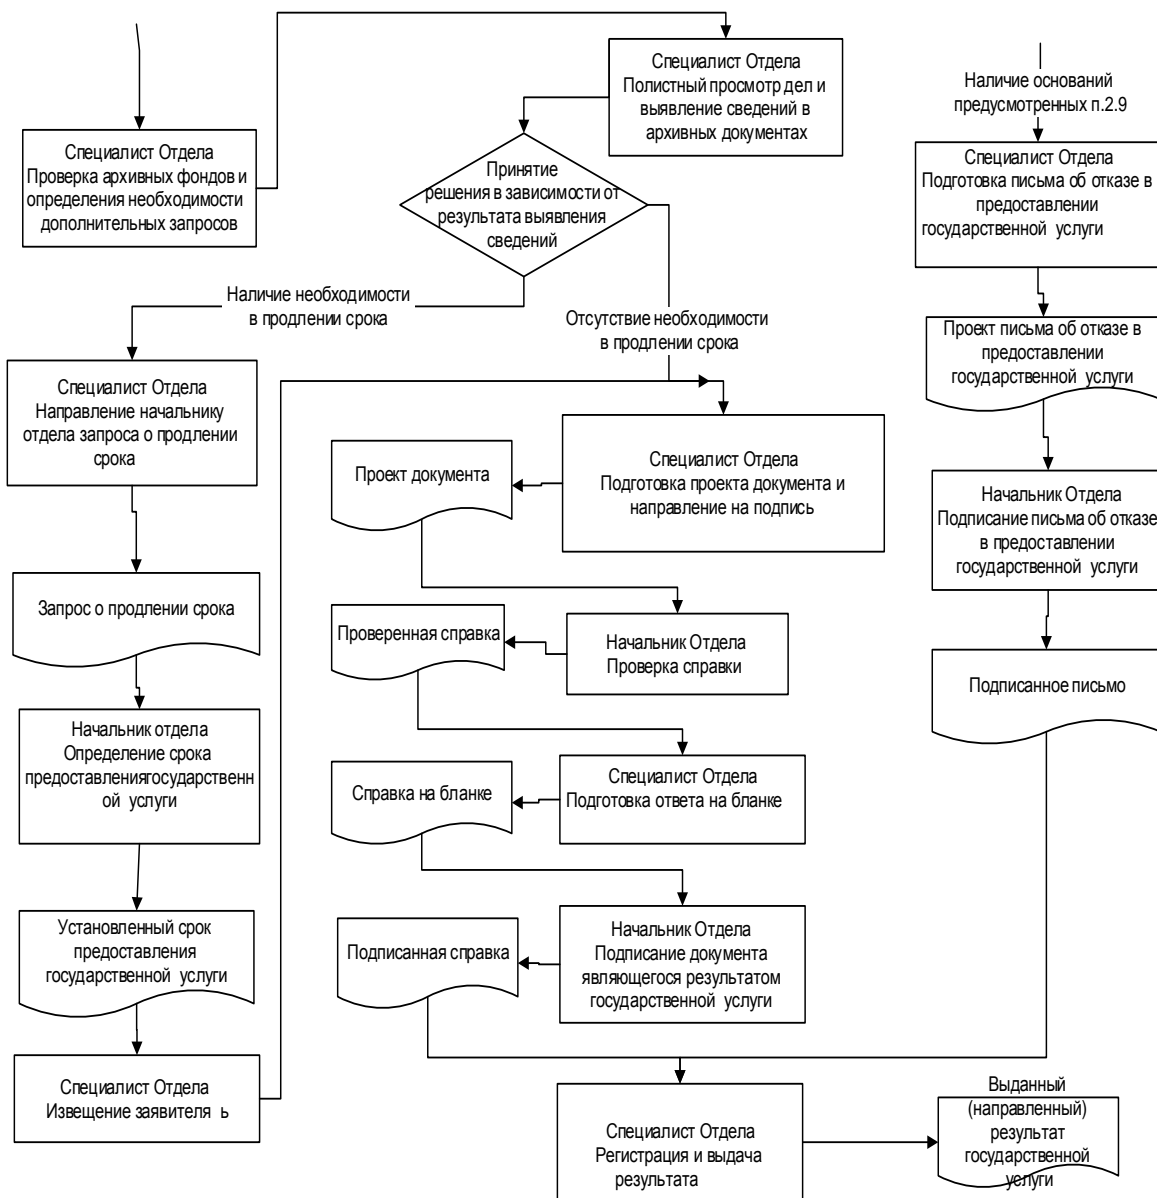 Специалист Отдела
Полистный просмотр дел и
выявление сведений в
архивных документах
Наличие оснований
предусмотренных п.2.9
Специалист Отдела
Проверка архивных фондов и
определения необходимости
дополнительных запросов
Принятие
решения в зависимости от
результата выявления
сведений
Специалист Отдела
Подготовка письма об отказе в
предоставлении
государственной услуги
Наличие необходимости
в продлении срока
Отсутствие необходимости
в продлении срока
Проект письма об отказе в
предоставлении
государственной услуги
Специалист Отдела
Направление начальнику
отдела запроса о продлении
срока
Проект документа
Специалист Отдела
Подготовка проекта документа и
направление на подпись
Начальник Отдела
Подписание письма об отказе
в предоставлении
государственной услуги
Запрос о продлении срока
Проверенная справка
Начальник Отдела
Проверка справки
Подписанное письмо
Начальник отдела
Определение срока
предоставлениягосударственн
ой услуги
Справка на бланке
Специалист Отдела
Подготовка ответа на бланке
Установленный срок
предоставления
государственной услуги
Подписанная справка
Начальник Отдела
Подписание документа
являющегося результатом
государственной услуги
Специалист Отдела
Извещение заявителя ь
Специалист Отдела
Регистрация и выдача
результата
Выданный
(направленный)
результат
государственной
услуги